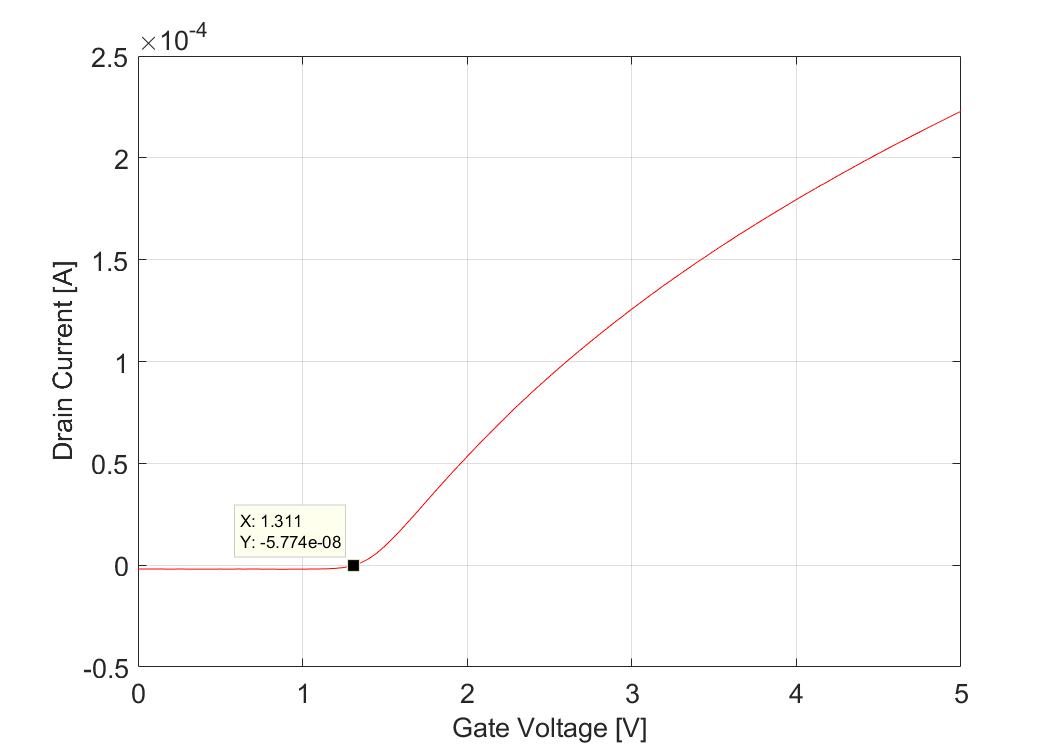 ×10-4
2.5
2
1.5
1
0.5
0
-0.5
Drain Current [A]
X: 1.311
Y: -5.774e-08
0 1 2 3 4 5
Gate Voltage [V]